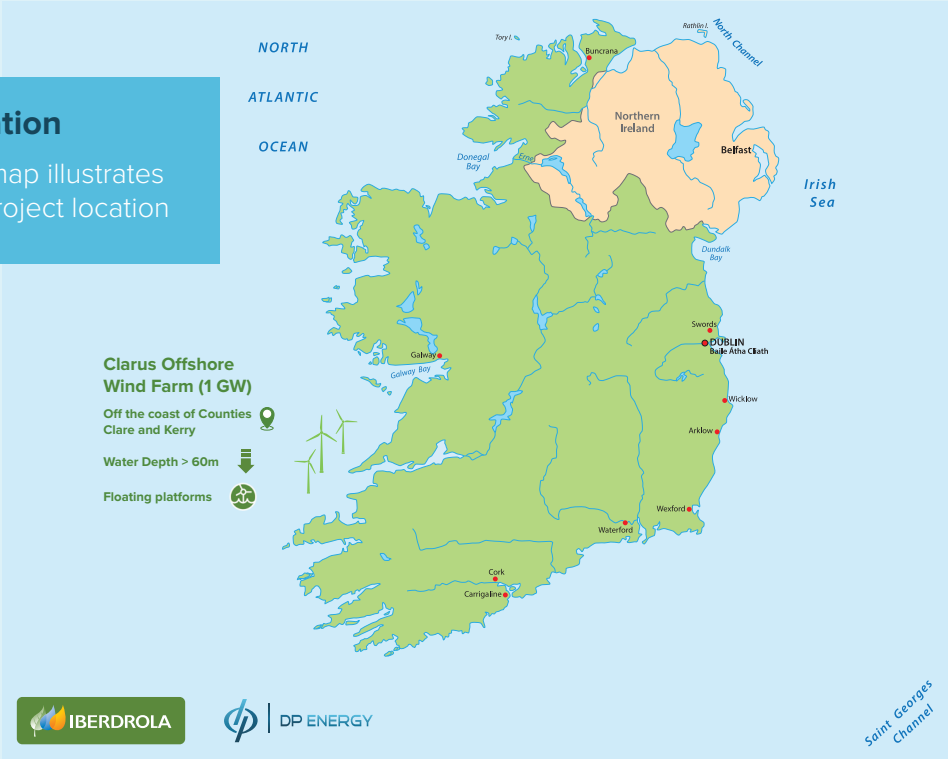 NORTH
ATLANTIC
OCEAN
Tory I.
Buncrana
Rathlin I.
North Channel
Northern
Ireland
Belfast
Donegal
Bay
Erne
Irish
Sea
Dundalk
Bay
ation
map illustrates
roject location
Swords
DUBLIN
Baile Átha Cliath
Galway
Galway Bay
Wicklow
Arklow
Clarus Offshore
Wind Farm (1 GW)
Off the coast of Counties
Clare and Kerry
Water Depth > 60m
Floating platforms
Wexford
Waterford
Cork
Carrigaline
IBERDROLA
DP ENERGY
Saint Georges
Channel